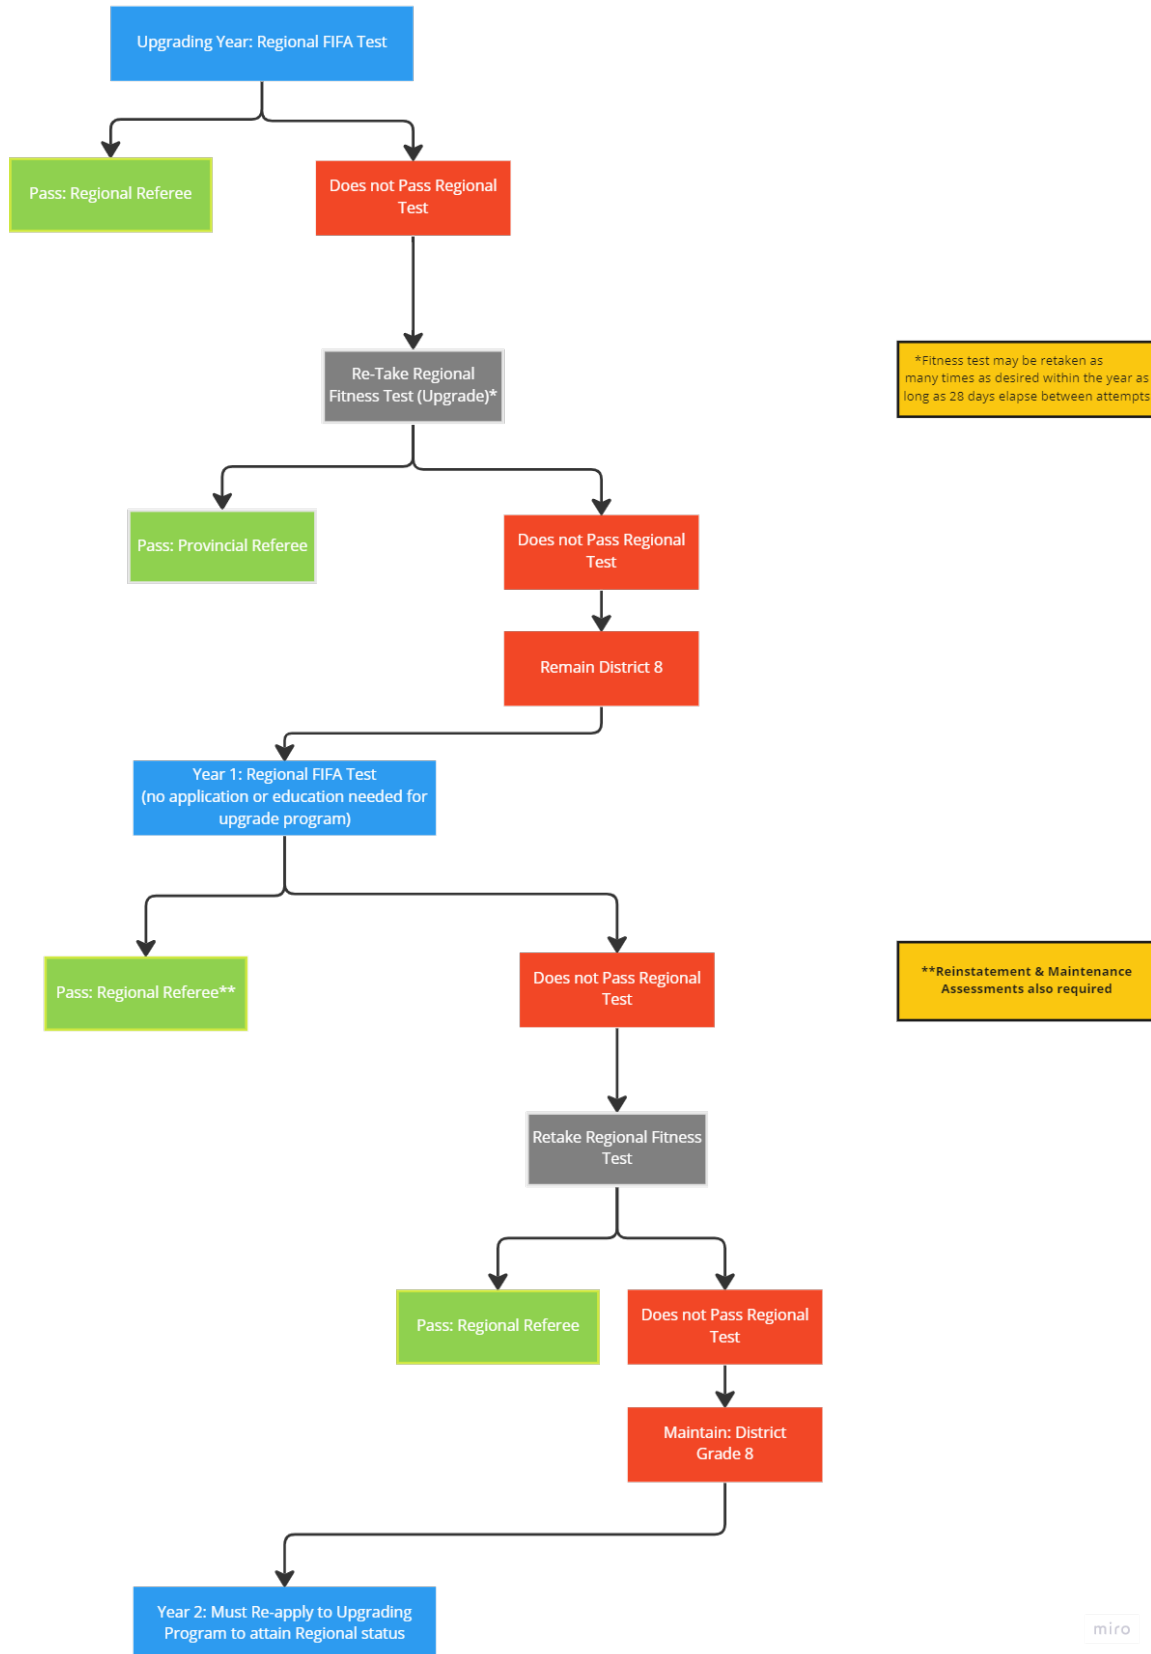 Upgrading Year: Regional FIFA Test
Pass: Regional Referee
Does not Pass Regional
Test
Re-Take Regional
Fitness Test (Upgrade)*
*Fitness test may be retaken as
many times as desired within the year as
long as 28 days elapse between attempts
Pass: Provincial Referee
Does not Pass Regional
Test
Remain District 8
Year 1: Regional FIFA Test
(no application or education needed for
upgrade program)
Pass: Regional Referee**
Does not Pass Regional
Test
**Reinstatement & Maintenance
Assessments also required
Retake Regional Fitness
Test
Pass: Regional Referee
Does not Pass Regional
Test
Maintain: District
Grade 8
Year 2: Must Re-apply to Upgrading
Program to attain Regional status
miro